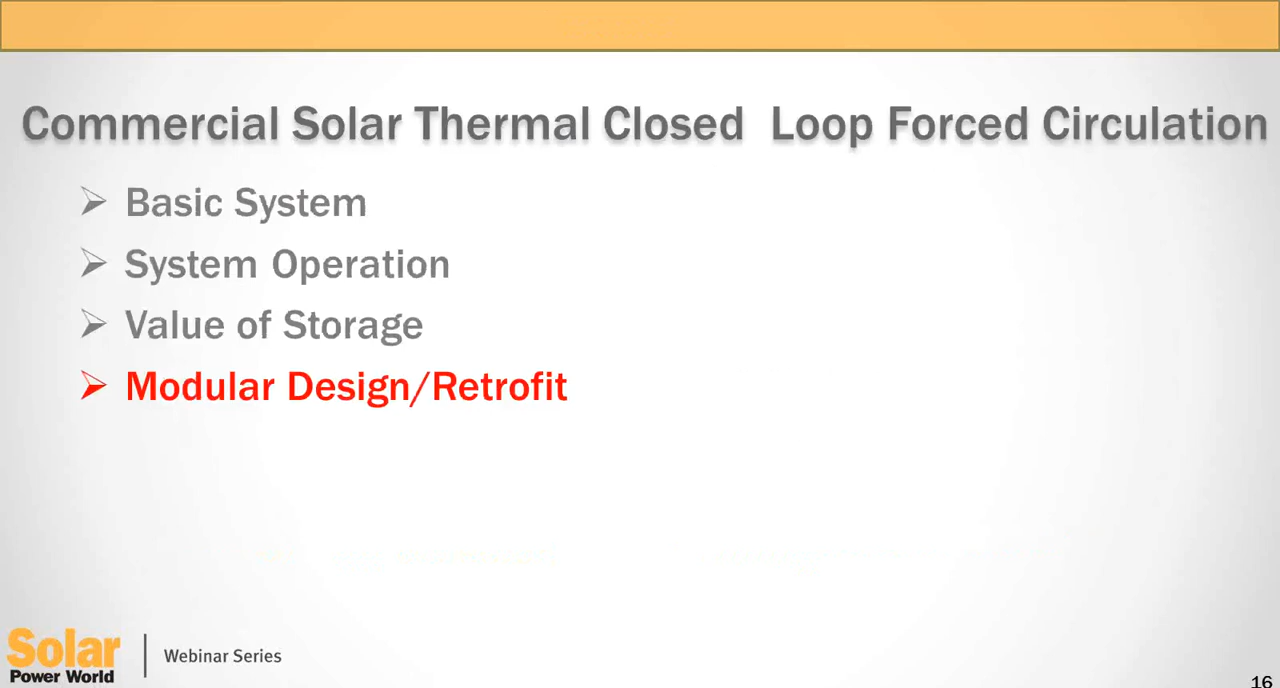 Commercial Solar Thermal Closed  Loop Forced Circulation
Basic System
System Operation
Value of Storage
Modular Design/Retrofit
Solar
Power World
Webinar Series
16